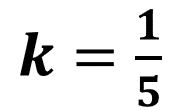 k = 1/5